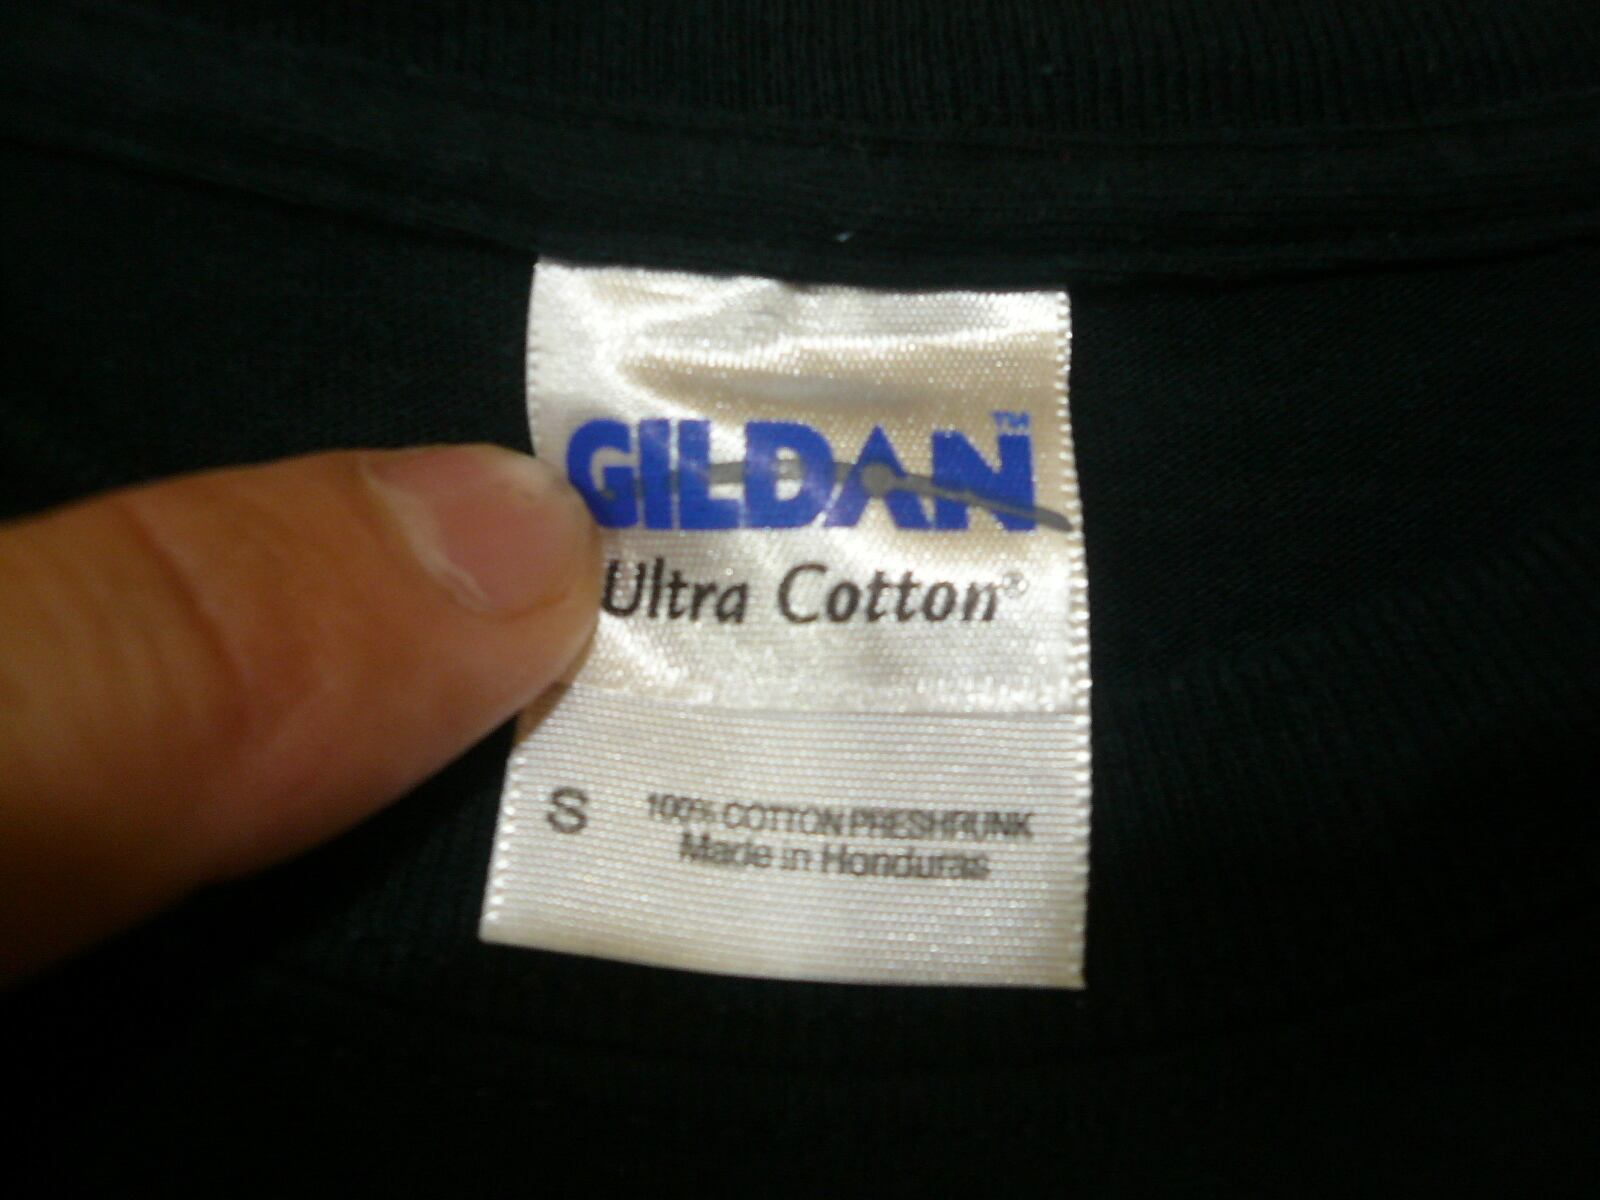 GILDAN™
Ultra Cotton®
S 100% COTTON PRESHRUNK
Made in Honduras